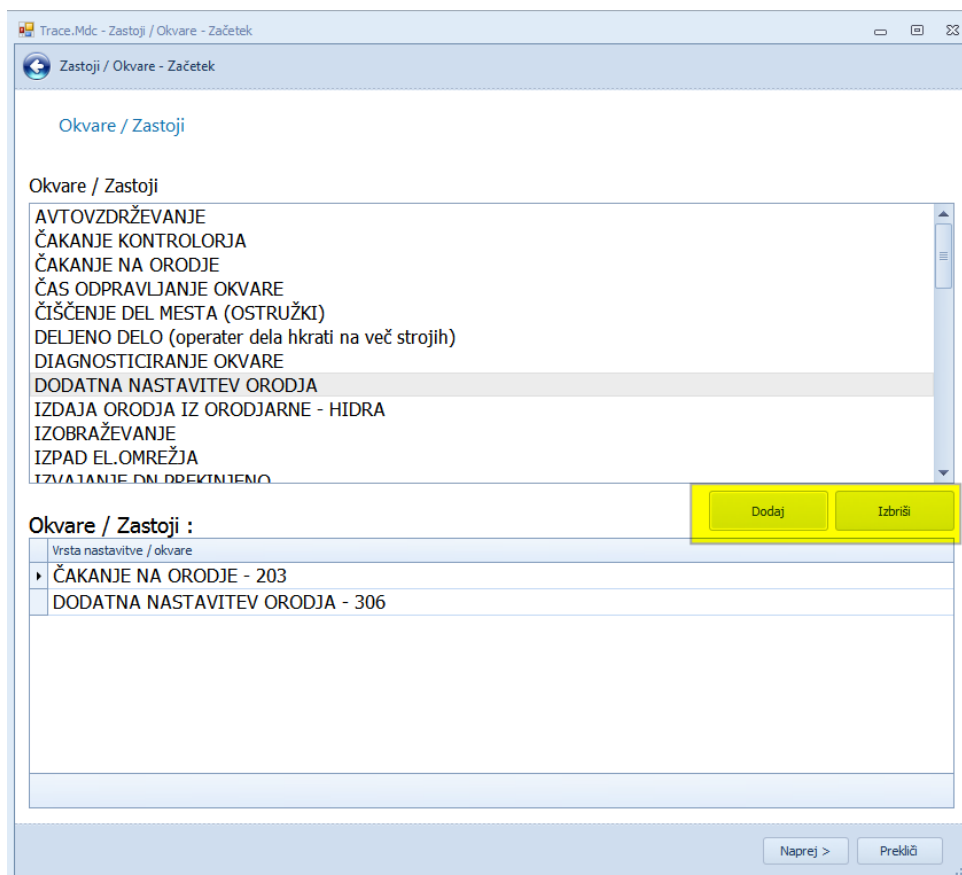 Trace.Mdc - Zastoji / Okvare - Začetek
Zastoji / Okvare - Začetek
Okvare / Zastoji
Okvare / Zastoji
AVTOVZDRŽEVANJE
ČAKANJE KONTROLORJA
ČAKANJE NA ORODJE
ČAS ODPRAVLJANJE OKVARE
ČIŠČENJE DEL MESTA (OSTRUŽKI)
DELJENO DELO (operater dela hkrati na več strojih)
DIAGNOSTICIRANJE OKVARE
DODATNA NASTAVITEV ORODJA
IZDAJA ORODJA IZ ORODJARNE - HIDRA
IZOBRAŽEVANJE
IZPAD EL.OMREŽJA
IZVAJANJE DN PREKINJENO
Dodaj Izbriši
Okvare / Zastoji :
Vrsta nastavitve / okvare
ČAKANJE NA ORODJE - 203
DODATNA NASTAVITEV ORODJA - 306
Naprej > Prekliči